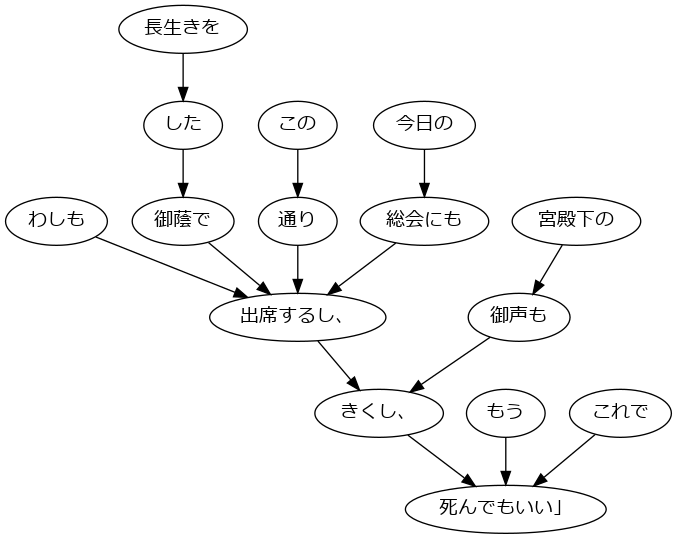 長生きを
した
この
今日の
わしも
御蔭で
通り
総会にも
宮殿下の
出席するし、
御声も
きくし、
もう
これで
死んでもいい」